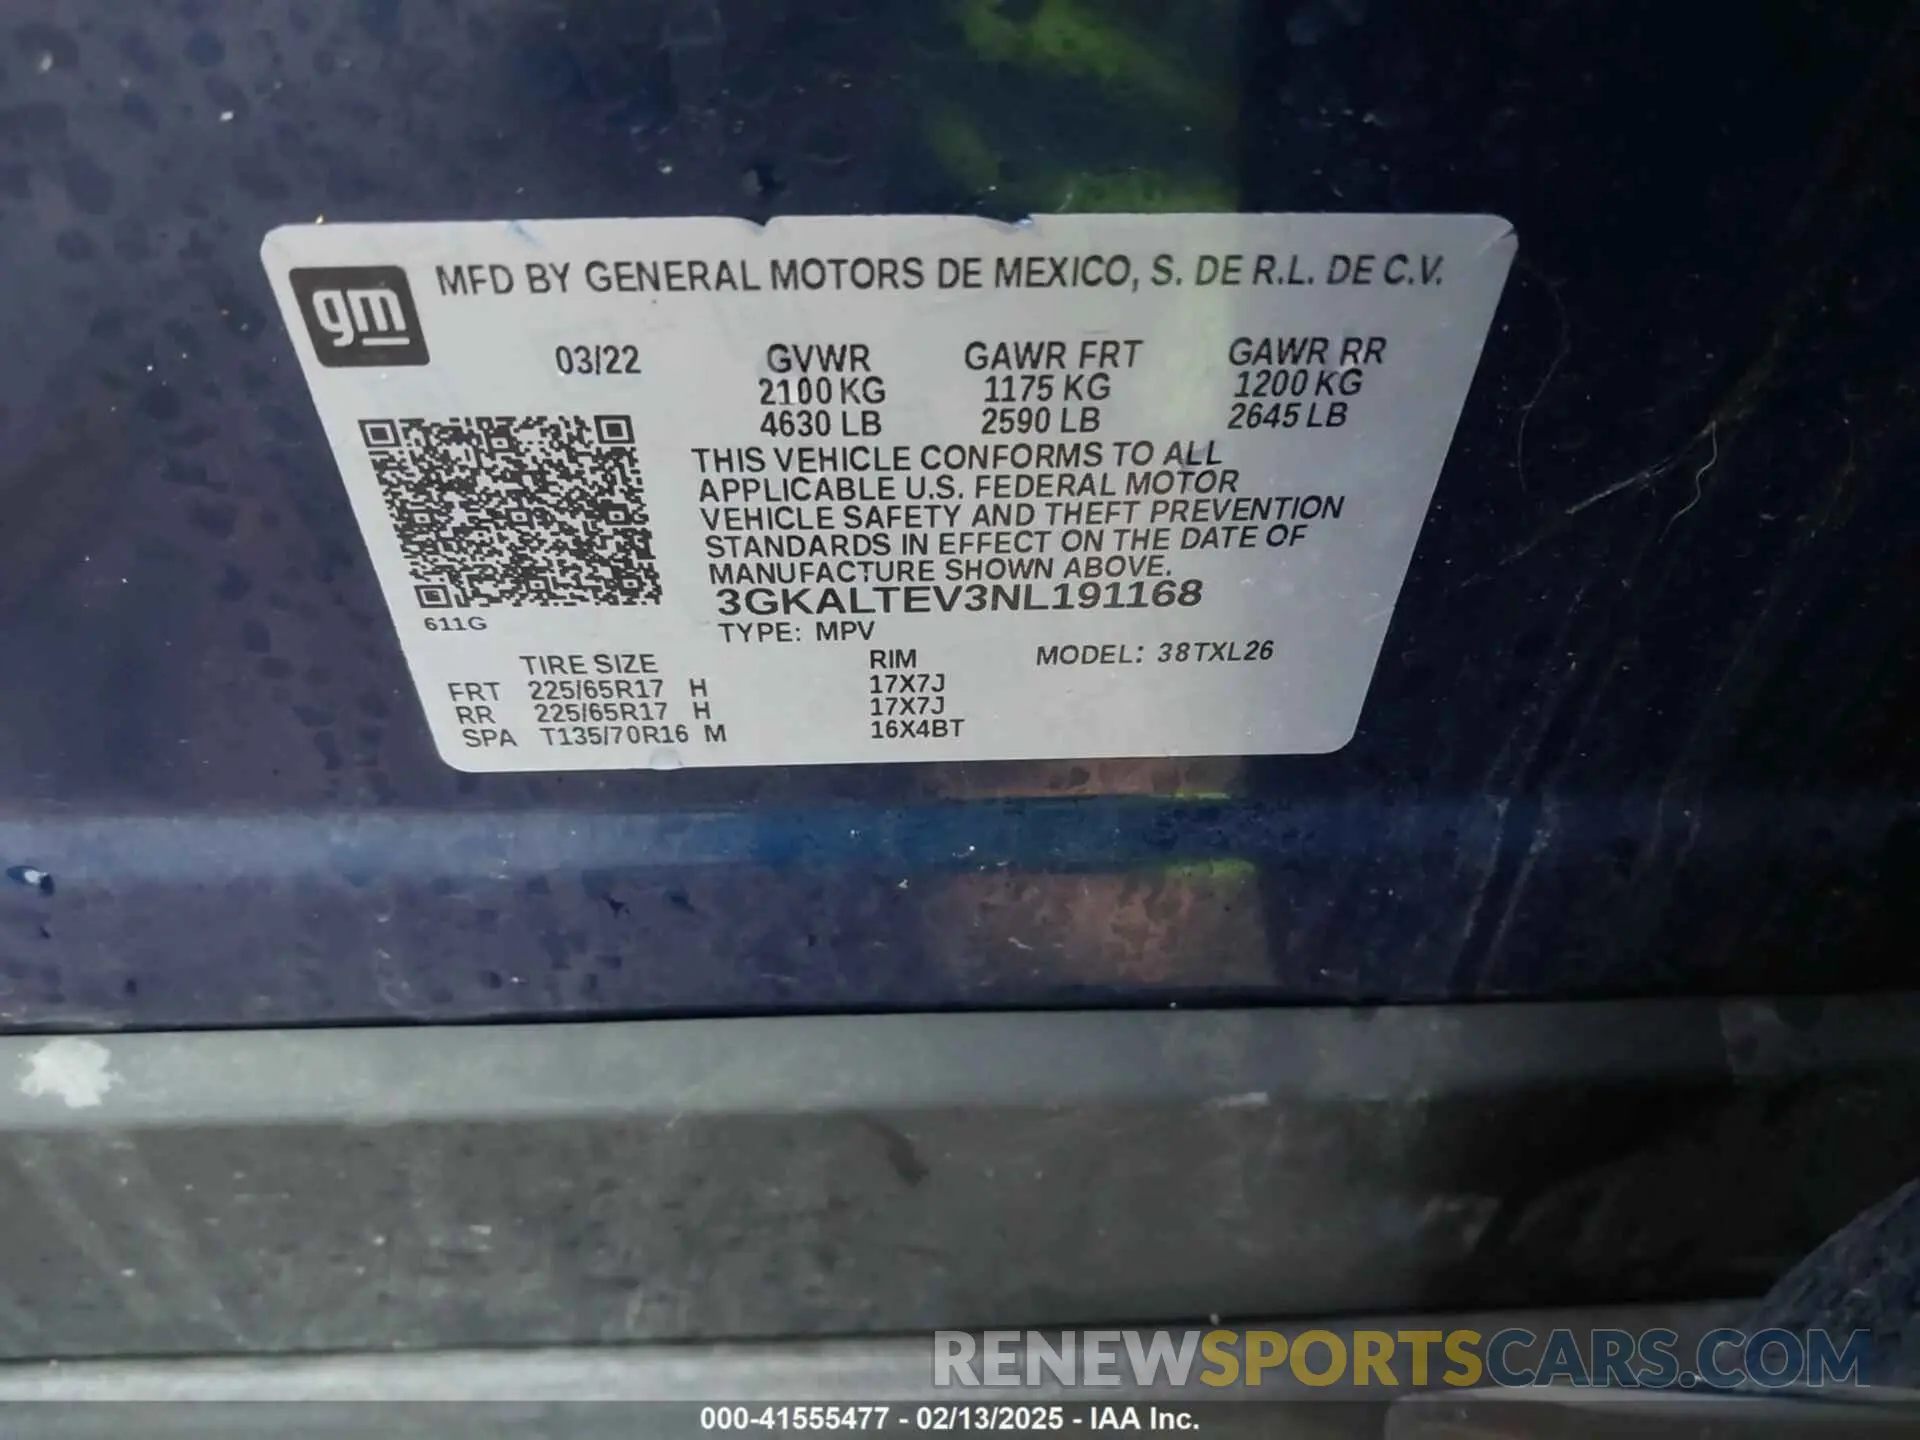 gm MFD BY GENERAL MOTORS DE MEXICO, S. DE R.L. DE C.V.
03/22 GVWR GAWR FRT GAWR RR
2100 KG 1175 KG 1200 KG
4630 LB 2590 LB 2645 LB
THIS VEHICLE CONFORMS TO ALL
APPLICABLE U.S. FEDERAL MOTOR
VEHICLE SAFETY AND THEFT PREVENTION
STANDARDS IN EFFECT ON THE DATE OF
MANUFACTURE SHOWN ABOVE.
3GKALTEV3NL191168
611G
TYPE: MPV
TIRE SIZE RIM MODEL: 38TXL26
FRT 225/65R17 H 17X7J
RR 225/65R17 H 17X7J
SPA T135/70R16 M 16X4BT
RENEWSPORTSCARS.COM
000-41555477 - 02/13/2025 - IAA Inc.